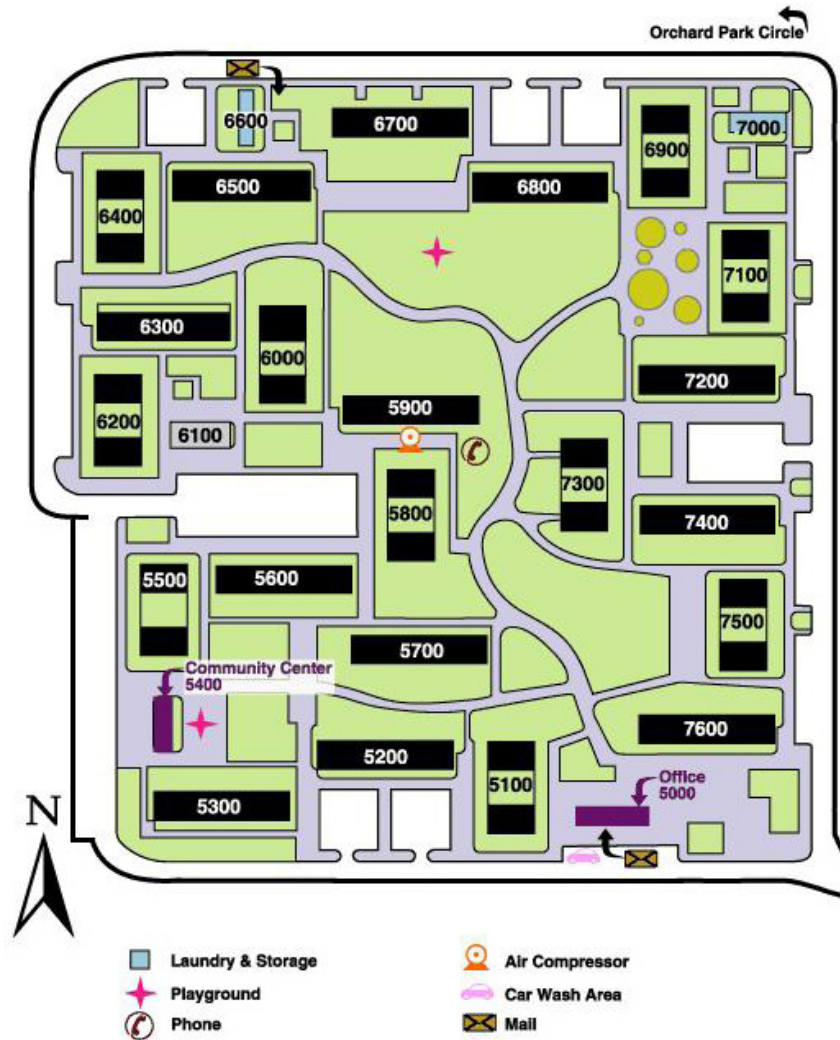 Orchard Park Circle
6600
6700
6900
7000
6500
6800
6400
7100
6300
6000
7200
6200
6100
5900
7300
5800
7400
5500
5600
7500
5700
Community Center
5400
7600
5200
5100
Office
5000
5300
N
Laundry & Storage
Air Compressor
Playground
Car Wash Area
Phone
Mail